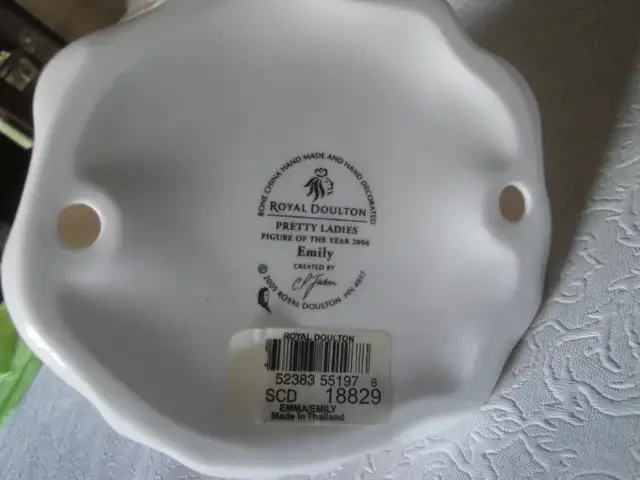 BONE CHINA HAND MADE AND HAND DECORATED
ROYAL DOULTON
PRETTY LADIES
FIGURE OF THE YEAR 2006
Emily
CREATED BY
© 2005 ROYAL DOULTON HN 4817
ROYAL DOULTON
52383 55197 8
SCD 18829
EMMA/EMILY
Made In Thailand